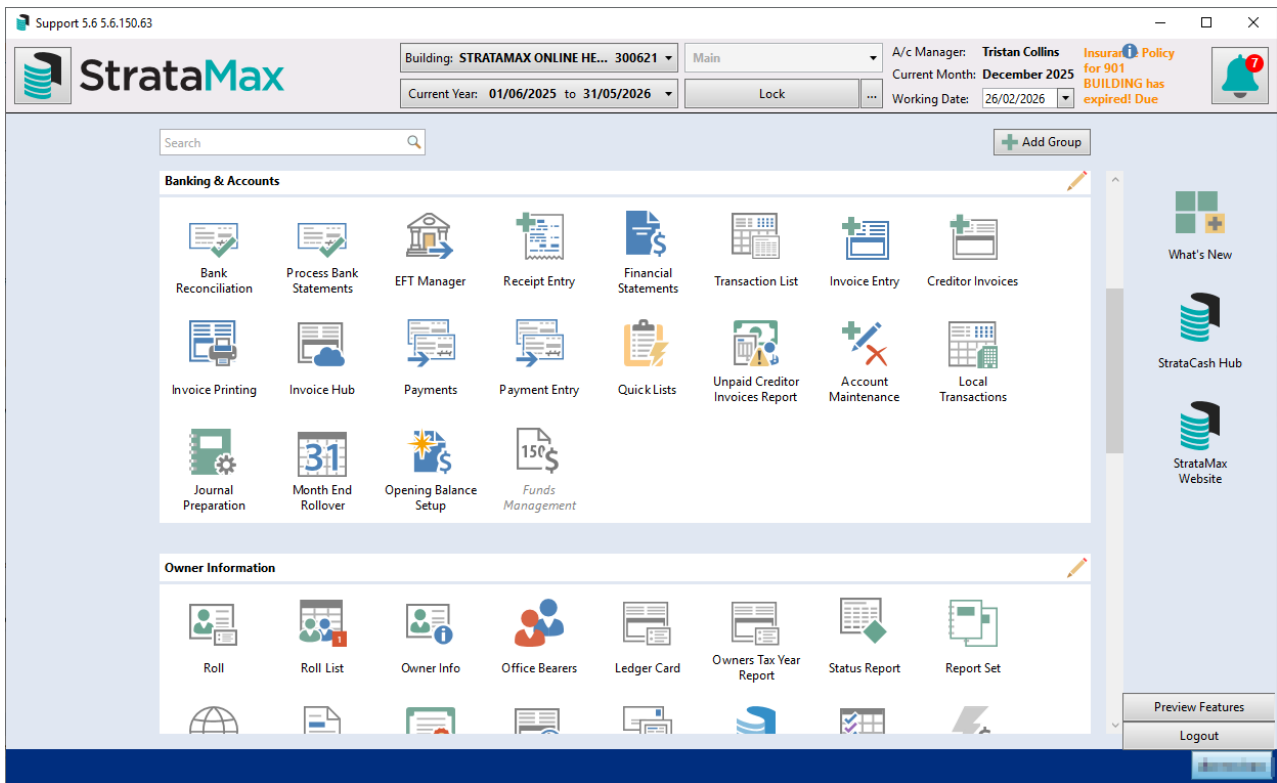 Support 5.6 5.6.150.63
StrataMax
Building: STRATAMAX ONLINE HE... 300621
Main
Current Year: 01/06/2025 to 31/05/2026
Lock
...
A/c Manager: Tristan Collins
Current Month: December 2025
Working Date: 26/02/2026
Policy
for 901
BUILDING has
expired! Due
7
Search
Add Group
Banking & Accounts
Bank
Reconciliation
Process Bank
Statements
EFT Manager
Receipt Entry
Financial
Statements
Transaction List
Invoice Entry
Creditor Invoices
Invoice Printing
Invoice Hub
Payments
Payment Entry
Quick Lists
Unpaid Creditor
Invoices Report
Account
Maintenance
Local
Transactions
31
Journal
Preparation
Month End
Rollover
Opening Balance
Setup
Funds
Management
Owner Information
1
Roll
Roll List
Owner Info
Office Bearers
Ledger Card
Owners Tax Year
Report
Status Report
Report Set
What's New
StrataCash Hub
StrataMax
Website
Preview Features
Logout